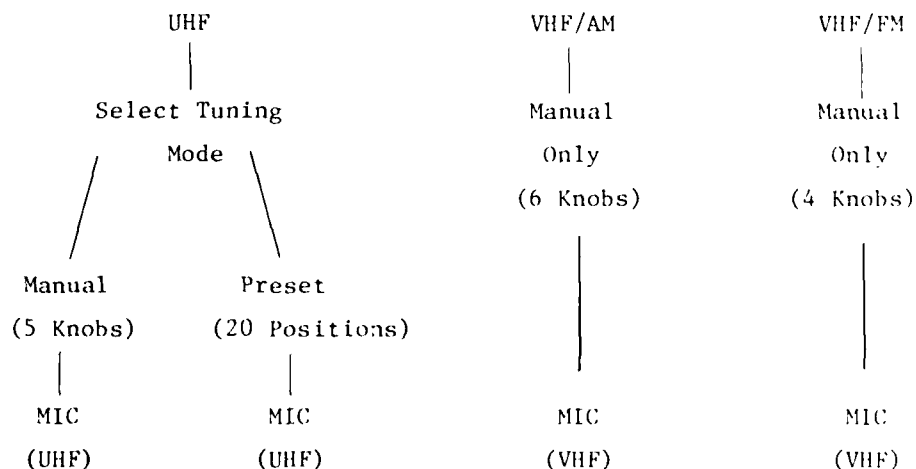 UHF VHF/AM VHF/FM
Select Tuning Manual Manual
Mode Only Only
(6 Knobs) (4 Knobs)
Manual Preset
(5 Knobs) (20 Positions)
MIC MIC MIC MIC
(UHF) (UHF) (VHF) (VHF)